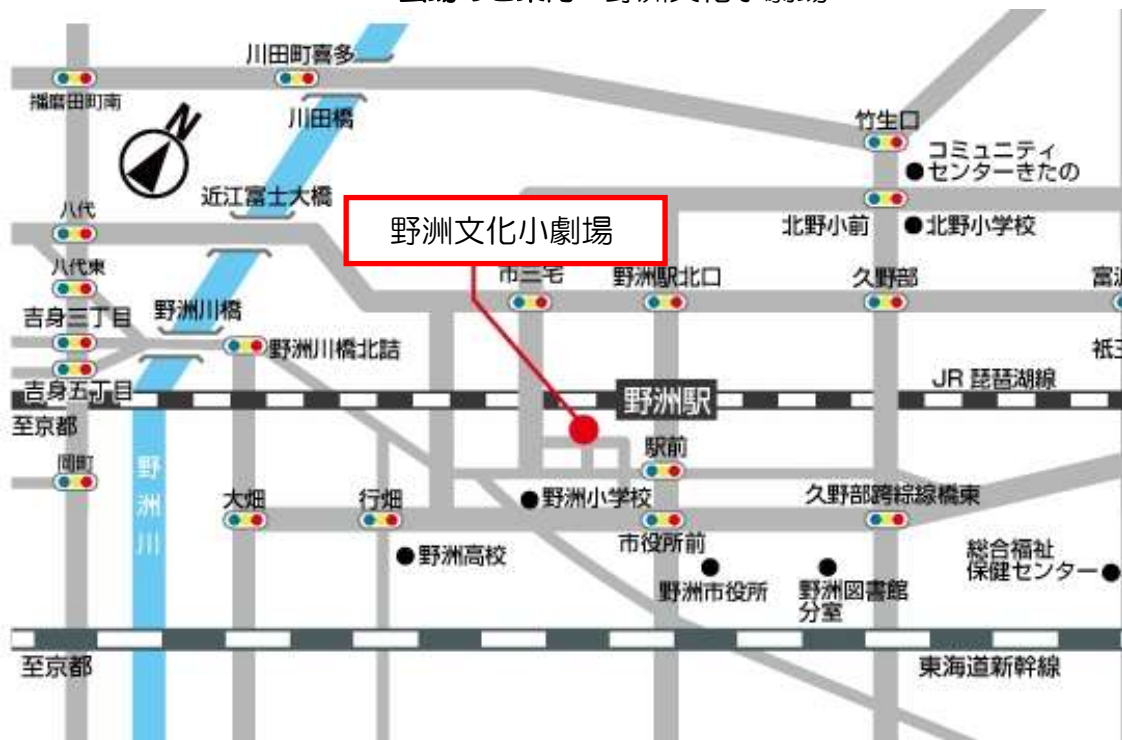 川田町喜多
播磨田町南
N
川田橋
竹生口
コミュニティ
センターきたの
近江富士大橋
八代
野洲文化小劇場
北野小前
北野小学校
八代東
市三宅
野洲駅北口
久野部
吉身三丁目
野洲川橋
野洲川橋北詰
JR 琵琶湖線
吉身五丁目
野洲駅
至京都
岡町
駅前
野洲川
大畑
行畑
野洲小学校
久野部跨綜線橋東
市役所前
野洲高校
総合福祉
保健センター
野洲市役所
野洲図書館
分室
至京都
東海道新幹線